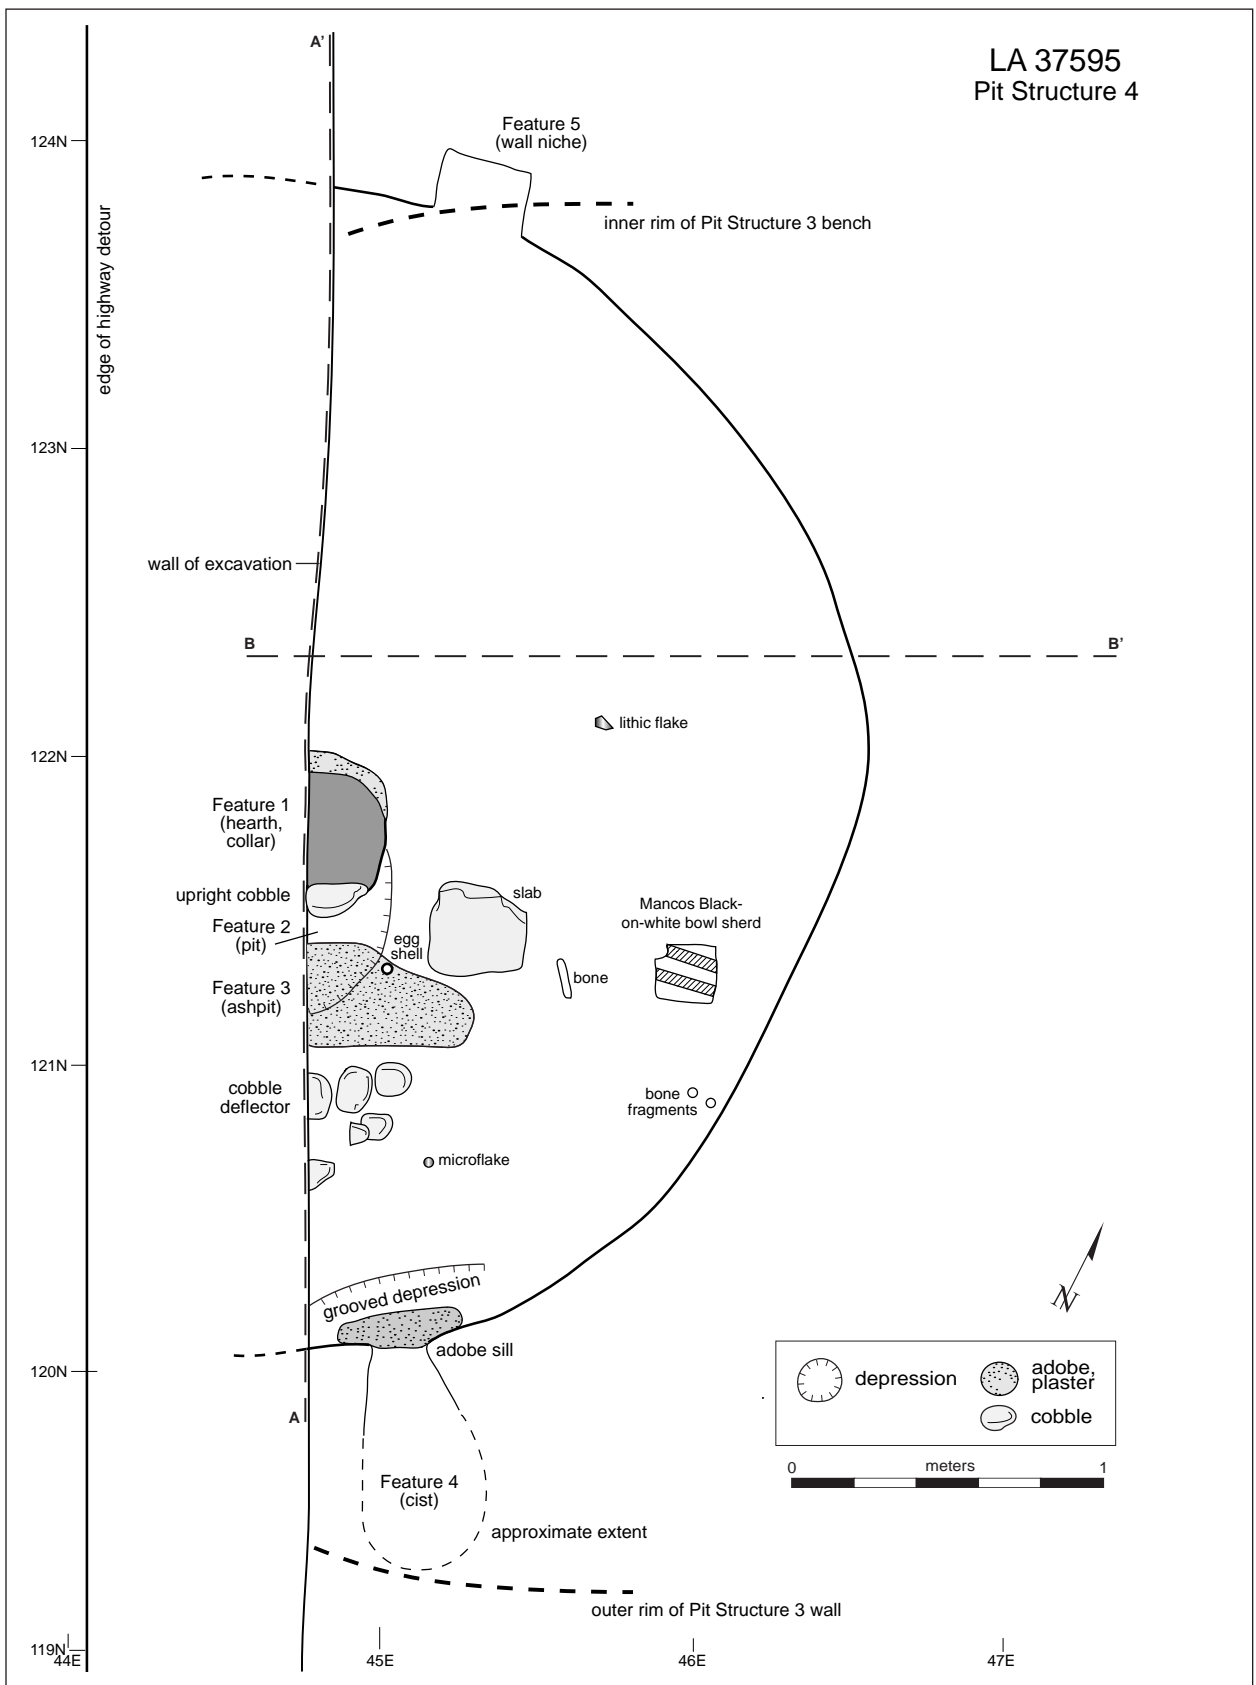 LA 37595
Pit Structure 4
A'
Feature 5
(wall niche)
124N
inner rim of Pit Structure 3 bench
edge of highway detour
123N
wall of excavation
B
B'
lithic flake
122N
Feature 1
(hearth,
collar)
upright cobble
slab
Mancos Black-
on-white bowl sherd
Feature 2
(pit)
egg
shell
bone
Feature 3
(ashpit)
121N
cobble
deflector
bone
fragments
microflake
grooved depression
adobe sill
N
120N
depression
adobe,
plaster
cobble
A
0
meters
1
Feature 4
(cist)
approximate extent
outer rim of Pit Structure 3 wall
119N
44E
45E
46E
47E